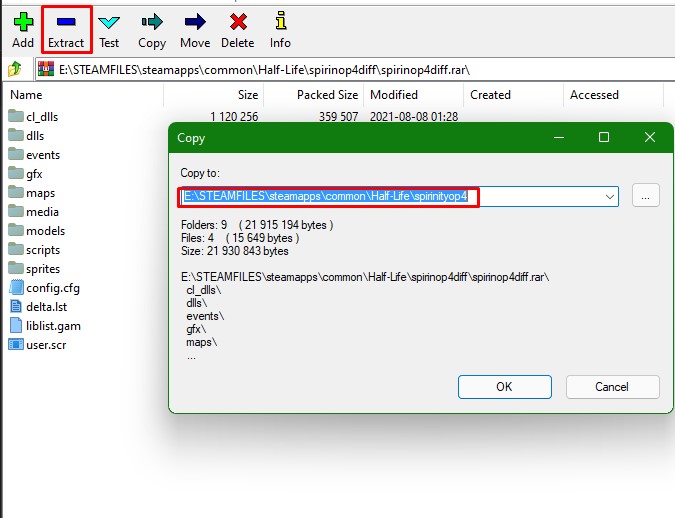 Add Extract Test Copy Move Delete Info
E:\STEAMFILES\steamapps\common\Half-Life\spirinop4diff\spirinop4diff.rar\
Name Size Packed Size Modified Created Accessed
cl_dlls 1 120 256 359 507 2021-08-08 01:28
dlls
events
gfx
maps
media
models
scripts
sprites
config.cfg
delta.lst
liblist.gam
user.scr
Copy
Copy to:
E:\STEAMFILES\steamapps\common\Half-Life\spirinityop4
...
Folders: 9 ( 21 915 194 bytes )
Files: 4 ( 15 649 bytes )
Size: 21 930 843 bytes
E:\STEAMFILES\steamapps\common\Half-Life\spirinop4diff\spirinop4diff.rar\
cl_dlls\
dlls\
events\
gfx\
maps\
...
OK Cancel